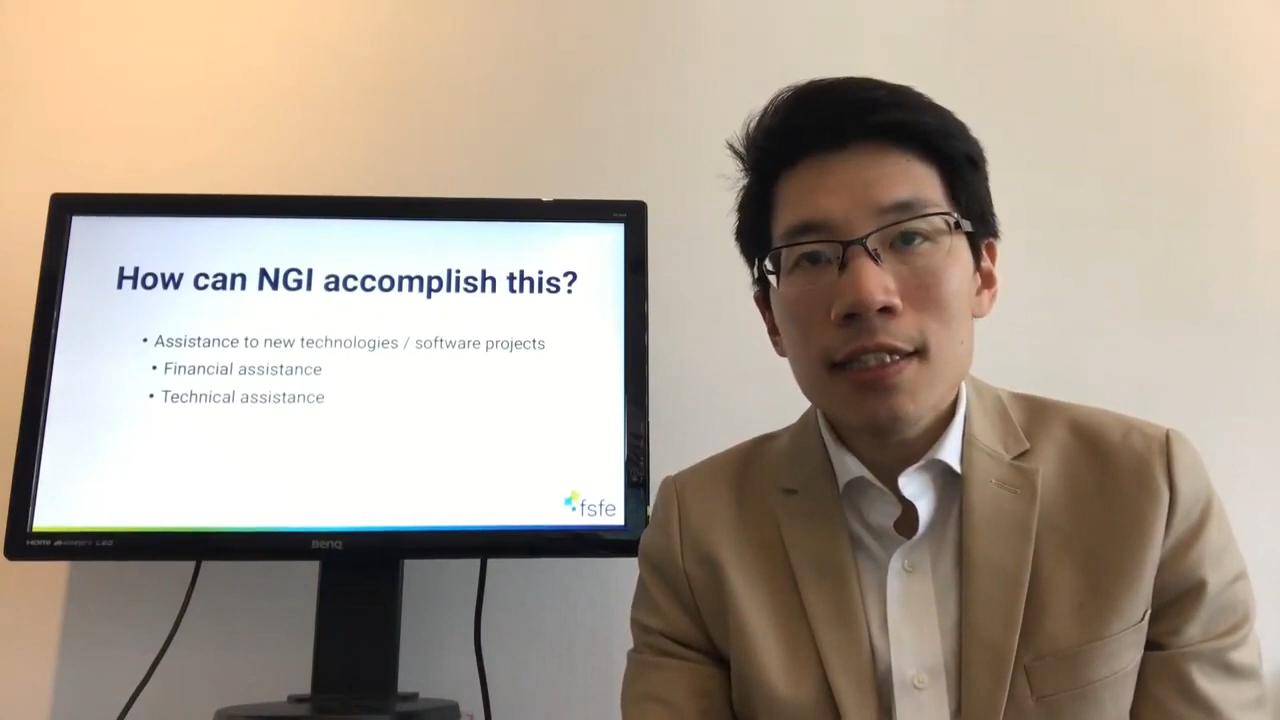 How can NGI accomplish this?
• Assistance to new technologies / software projects
• Financial assistance
• Technical assistance
fsfe
BenQ